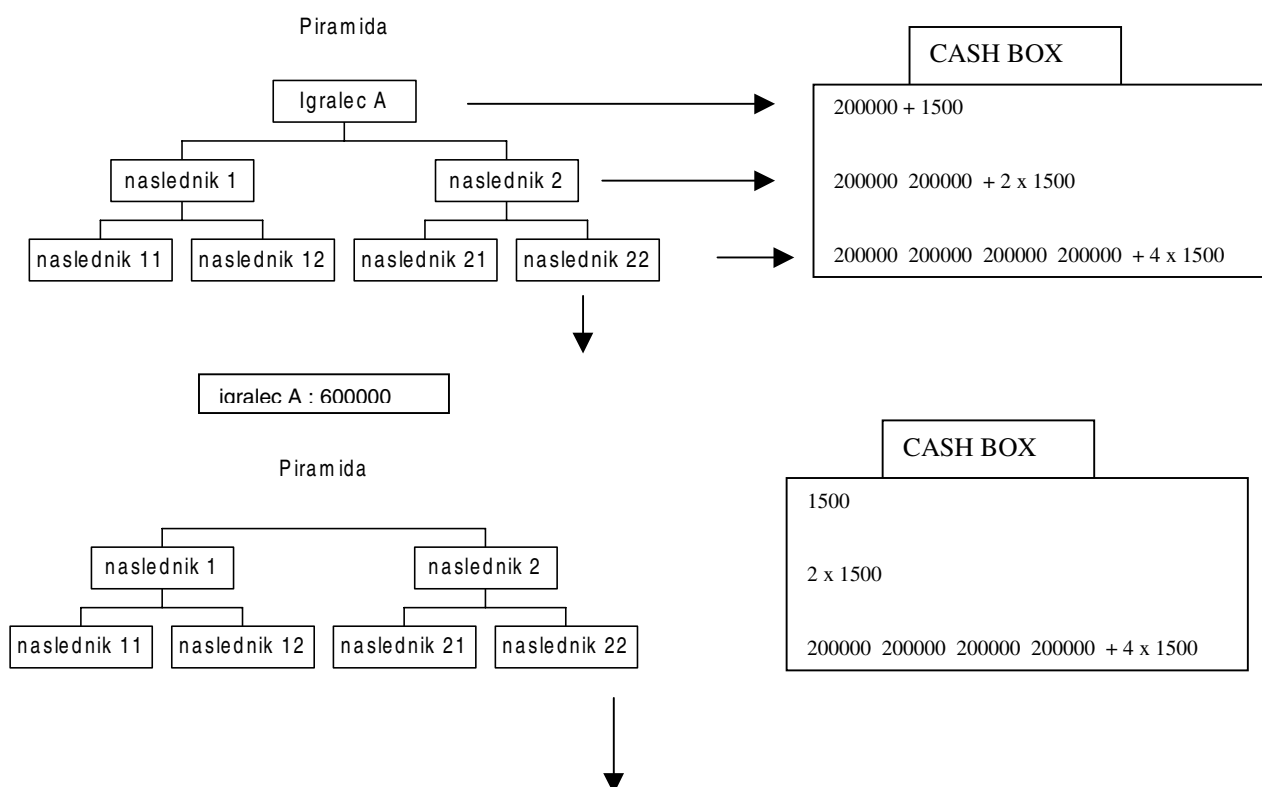 Piramida
CASH BOX
Igralec A
200000 + 1500
naslednik 1
naslednik 2
200000 200000 + 2 x 1500
naslednik 11
naslednik 12
naslednik 21
naslednik 22
200000 200000 200000 200000 + 4 x 1500
igralec A : 600000
CASH BOX
Piramida
1500
naslednik 1
naslednik 2
2 x 1500
naslednik 11
naslednik 12
naslednik 21
naslednik 22
200000 200000 200000 200000 + 4 x 1500